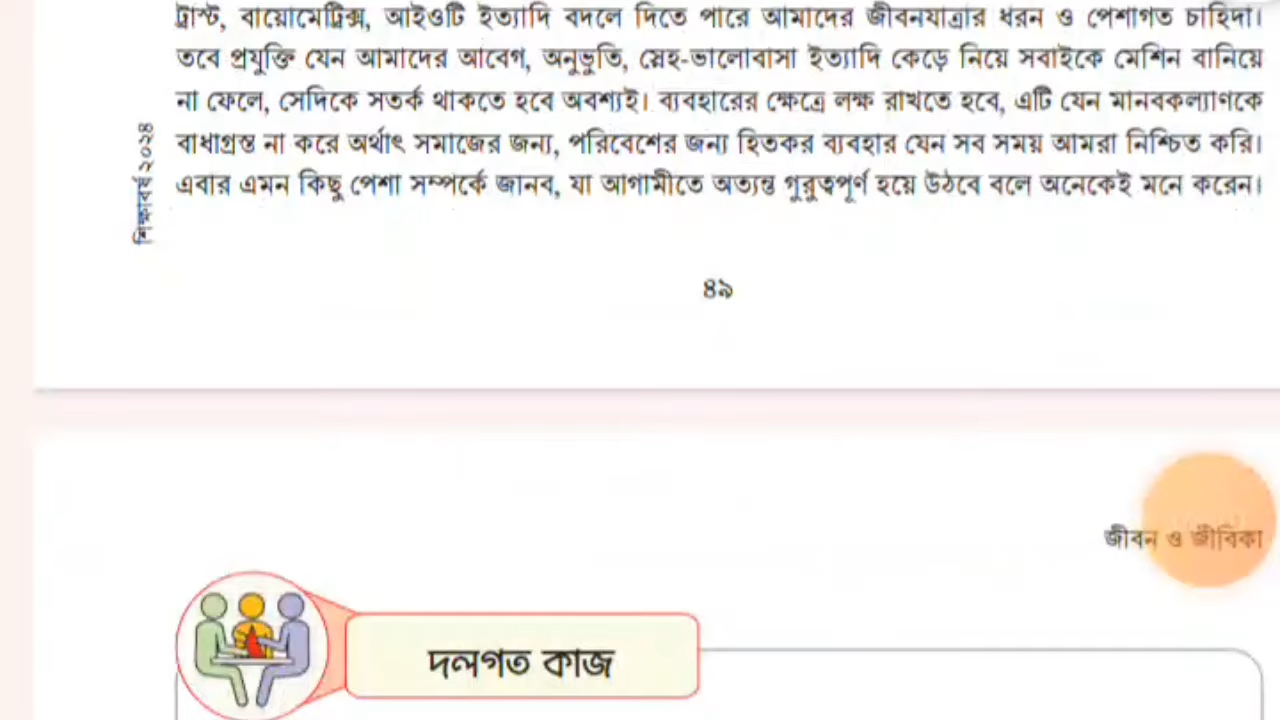 ট্রাস্ট, বায়োমেট্রিক্স, আইওটি ইত্যাদি বদলে দিতে পারে আমাদের জীবনযাত্রার ধরন ও পেশাগত চাহিদা।
তবে প্রযুক্তি যেন আমাদের আবেগ, অনুভুতি, স্নেহ-ভালোবাসা ইত্যাদি কেড়ে নিয়ে সবাইকে মেশিন বানিয়ে
না ফেলে, সেদিকে সতর্ক থাকতে হবে অবশ্যই। ব্যবহারের ক্ষেত্রে লক্ষ রাখতে হবে, এটি যেন মানবকল্যাণকে
বাধাগ্রস্ত না করে অর্থাৎ সমাজের জন্য, পরিবেশের জন্য হিতকর ব্যবহার যেন সব সময় আমরা নিশ্চিত করি।
এবার এমন কিছু পেশা সম্পর্কে জানব, যা আগামীতে অত্যন্ত গুরুত্বপূর্ণ হয়ে উঠবে বলে অনেকেই মনে করেন।
শিক্ষাবর্ষ ২০২৪
৪৯
জীবন ও জীবিকা
দলগত কাজ